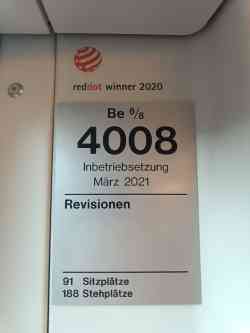 reddot winner 2020
Be 6/8
4008
Inbetriebsetzung
März 2021
Revisionen
91 Sitzplätze
188 Stehplätze